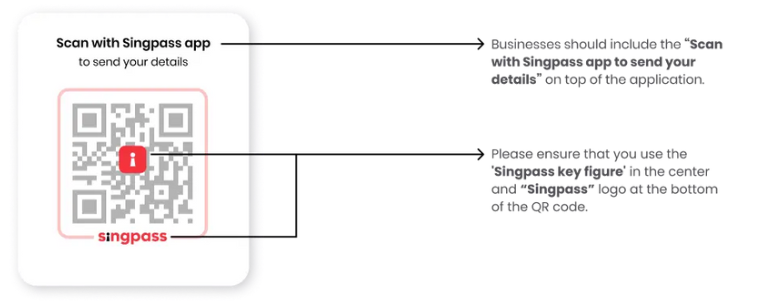 Scan with Singpass app
to send your details
singpass
Businesses should include the “Scan
with Singpass app to send your
details” on top of the application.
Please ensure that you use the
'Singpass key figure' in the center
and “Singpass” logo at the bottom
of the QR code.